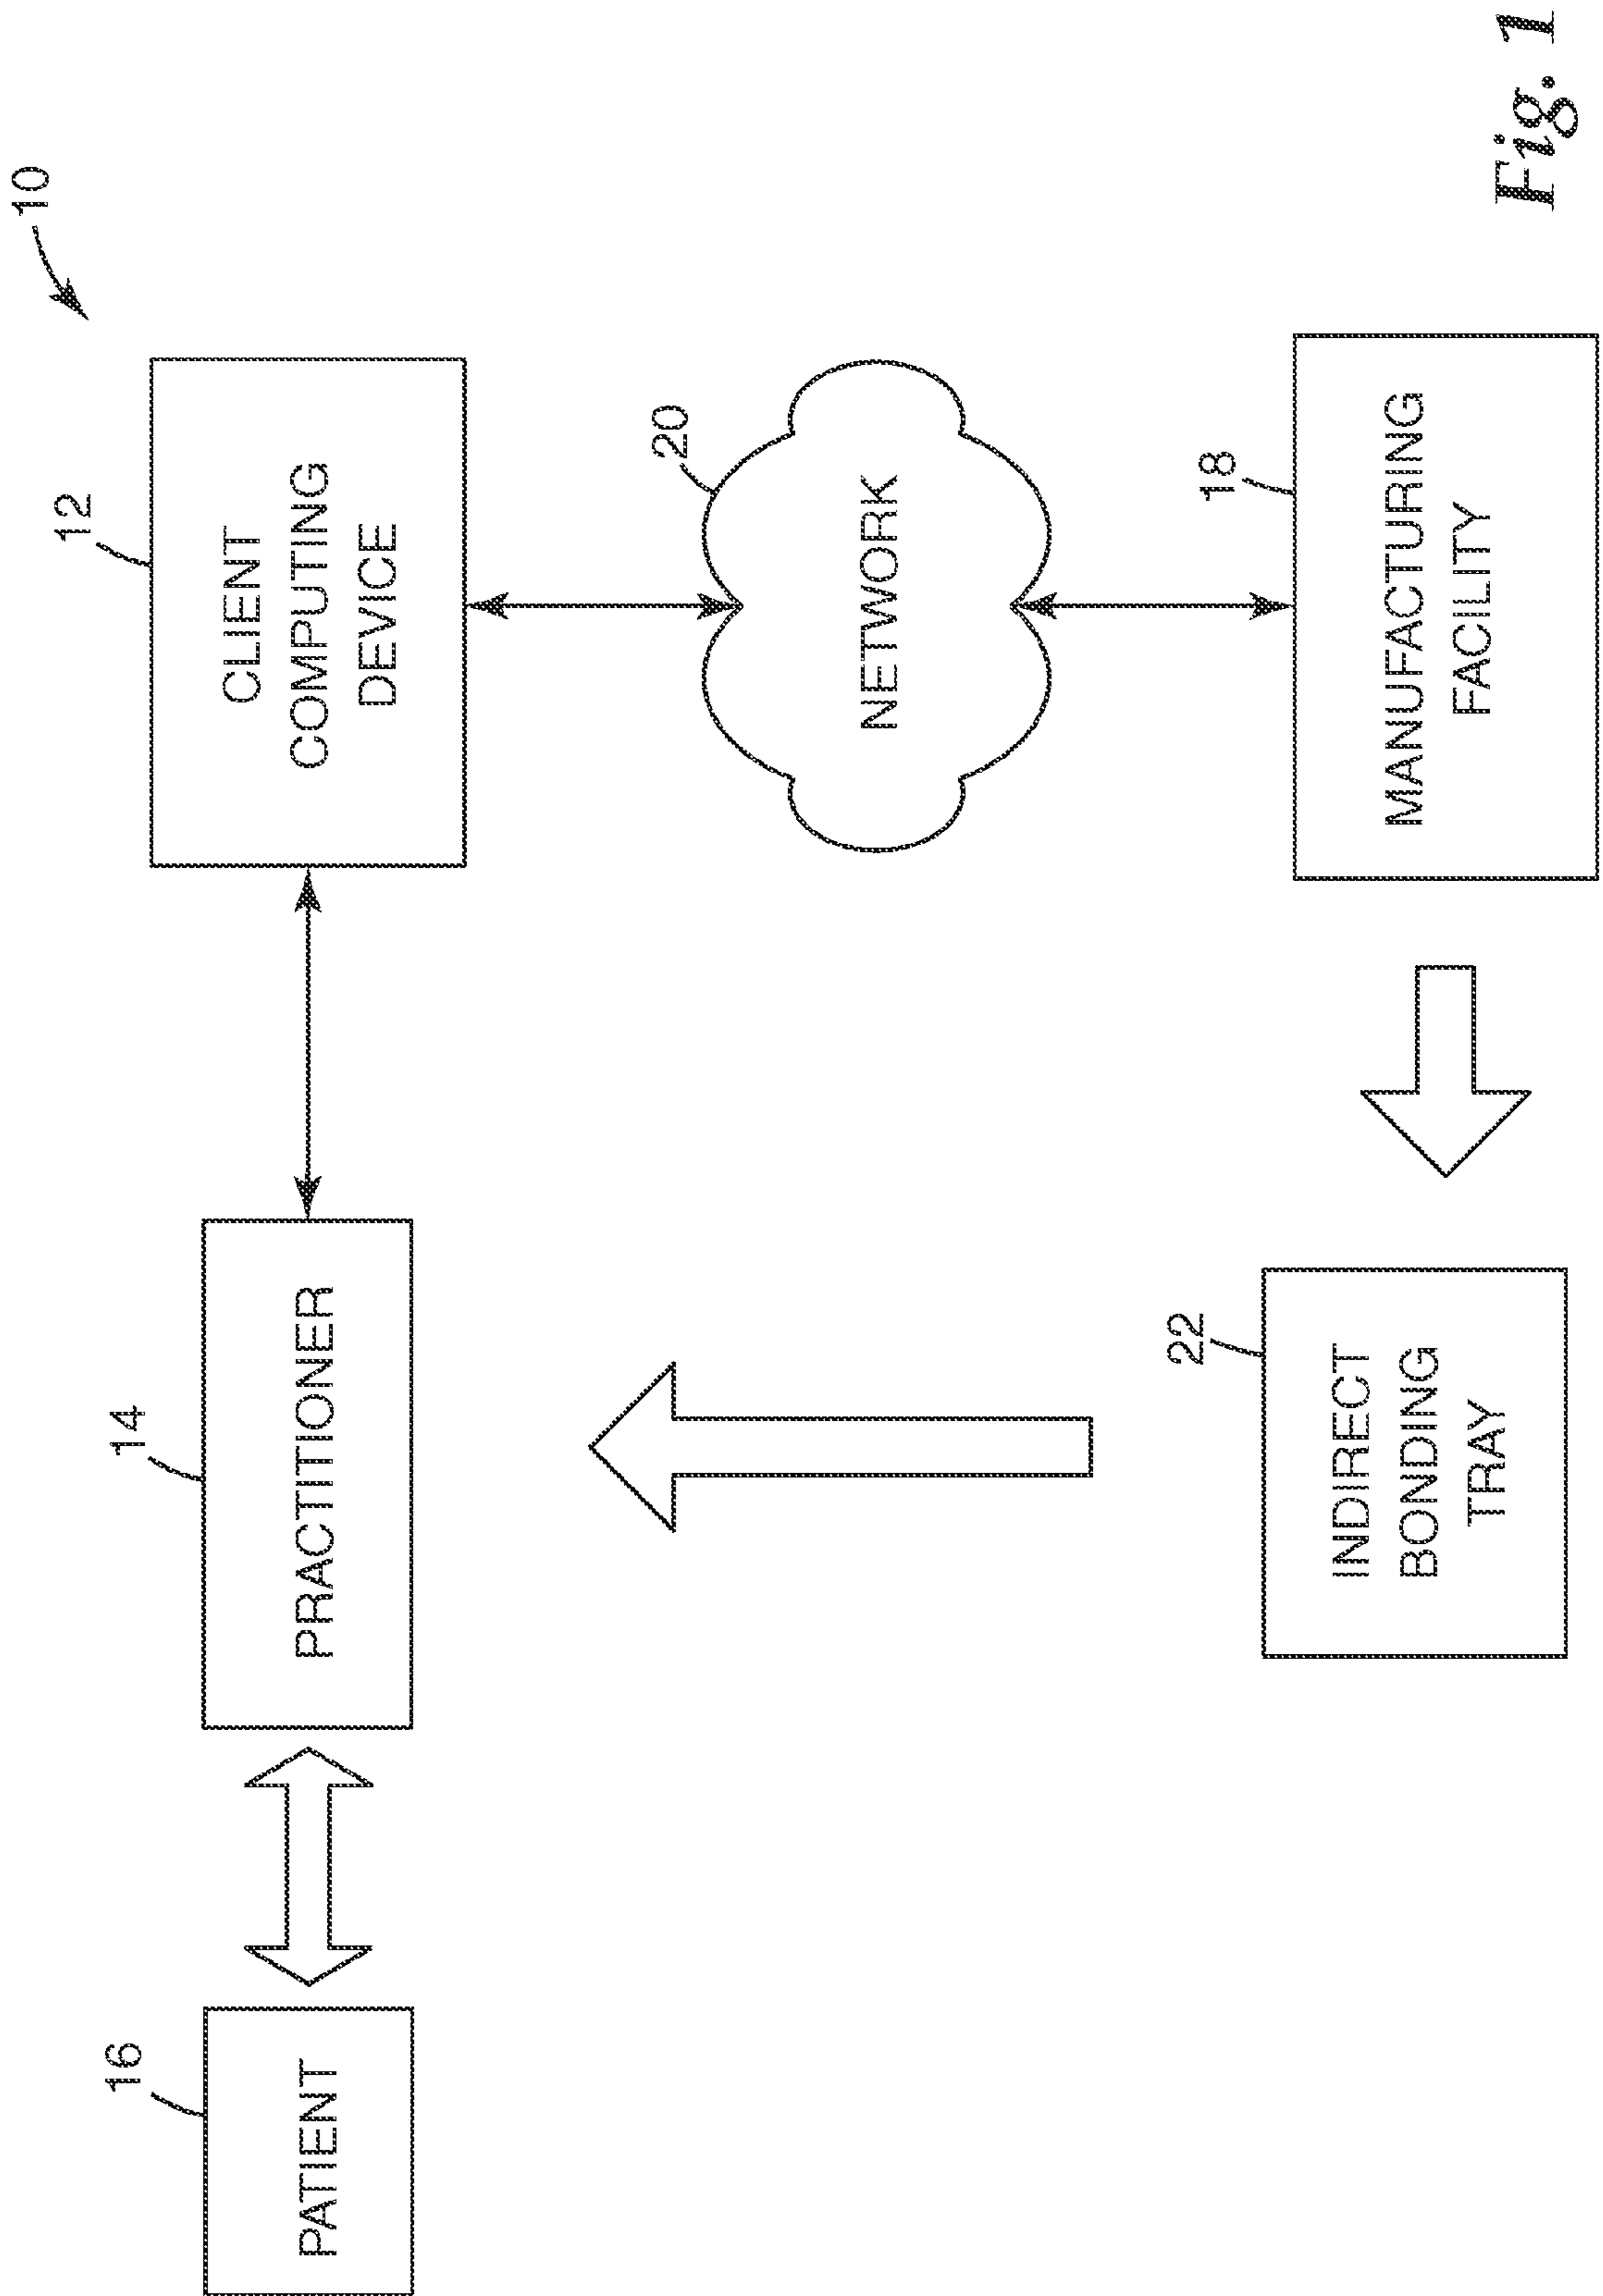 10
16
PATIENT
14
PRACTITIONER
12
CLIENT
COMPUTING
DEVICE
20
NETWORK
22
INDIRECT
BONDING
TRAY
18
MANUFACTURING
FACILITY
Fig. 1